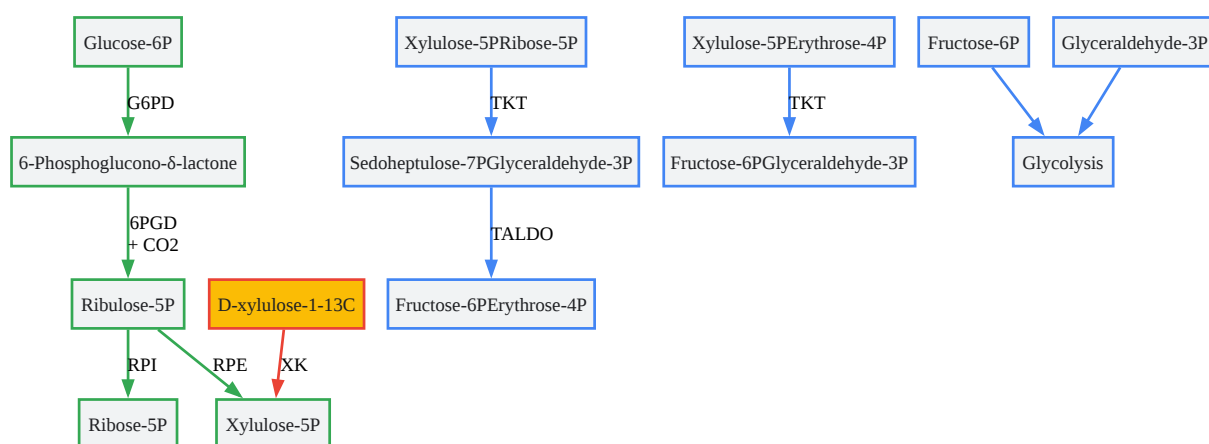 Glucose-6P
Xylulose-5PRibose-5P
Xylulose-5PErythrose-4P
Fructose-6P
Glyceraldehyde-3P
G6PD
TKT
TKT
6-Phosphoglucono-δ-lactone
Sedoheptulose-7PGlyceraldehyde-3P
Fructose-6PGlyceraldehyde-3P
Glycolysis
6PGD
+ CO2
TALDO
Ribulose-5P
D-xylulose-1-13C
Fructose-6PErythrose-4P
RPI
RPE
XK
Ribose-5P
Xylulose-5P